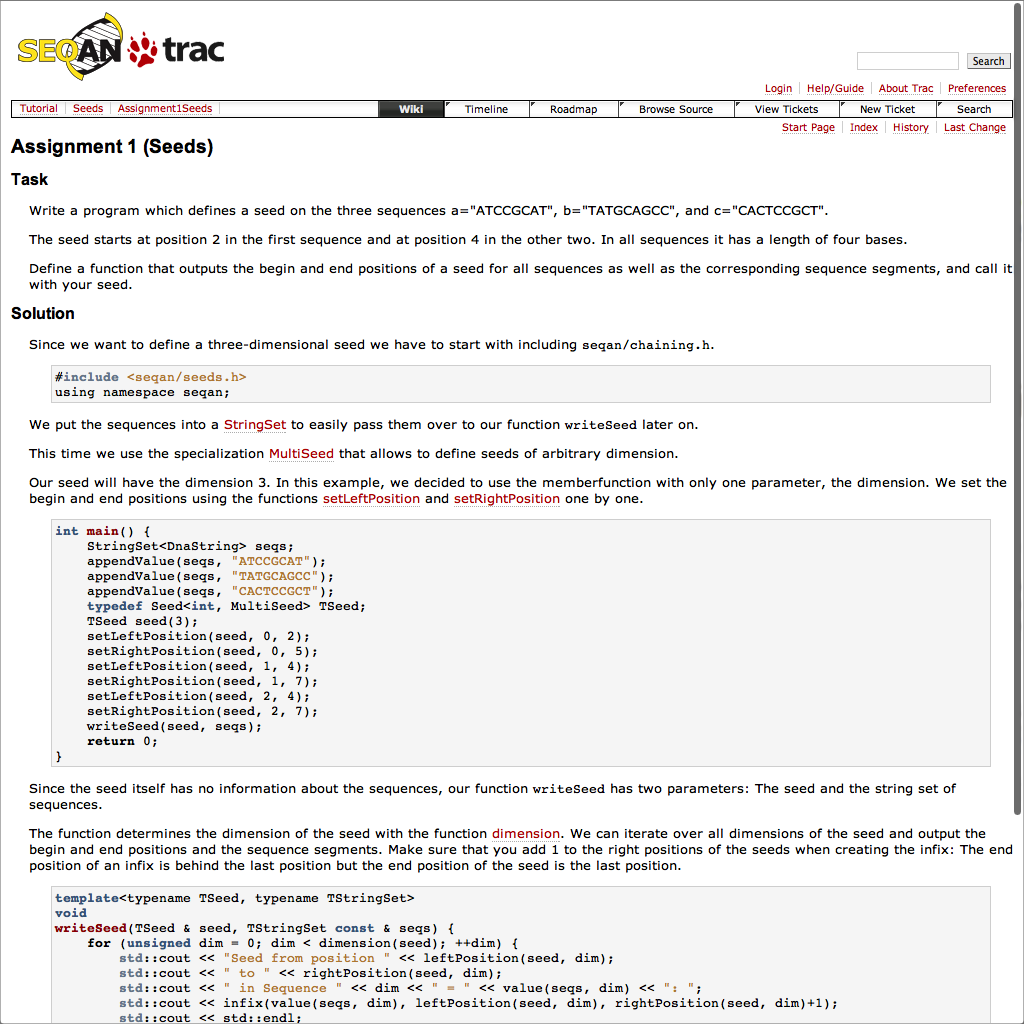 SEQAN trac
Search
Login Help/Guide About Trac Preferences
Tutorial Seeds Assignment1Seeds Wiki Timeline Roadmap Browse Source View Tickets New Ticket Search
Start Page Index History Last Change
Assignment 1 (Seeds)
Task
Write a program which defines a seed on the three sequences a="ATCCGCAT", b="TATGCAGCC", and c="CACTCCGCT".
The seed starts at position 2 in the first sequence and at position 4 in the other two. In all sequences it has a length of four bases.
Define a function that outputs the begin and end positions of a seed for all sequences as well as the corresponding sequence segments, and call it
with your seed.
Solution
Since we want to define a three-dimensional seed we have to start with including seqan/chaining.h.
#include <seqan/seeds.h>
using namespace seqan;
We put the sequences into a StringSet to easily pass them over to our function writeSeed later on.
This time we use the specialization MultiSeed that allows to define seeds of arbitrary dimension.
Our seed will have the dimension 3. In this example, we decided to use the memberfunction with only one parameter, the dimension. We set the
begin and end positions using the functions setLeftPosition and setRightPosition one by one.
int main() {
    StringSet<DnaString> seqs;
    appendValue(seqs, "ATCCGCAT");
    appendValue(seqs, "TATGCAGCC");
    appendValue(seqs, "CACTCCGCT");
    typedef Seed<int, MultiSeed> TSeed;
    TSeed seed(3);
    setLeftPosition(seed, 0, 2);
    setRightPosition(seed, 0, 5);
    setLeftPosition(seed, 1, 4);
    setRightPosition(seed, 1, 7);
    setLeftPosition(seed, 2, 4);
    setRightPosition(seed, 2, 7);
    writeSeed(seed, seqs);
    return 0;
}
Since the seed itself has no information about the sequences, our function writeSeed has two parameters: The seed and the string set of
sequences.
The function determines the dimension of the seed with the function dimension. We can iterate over all dimensions of the seed and output the
begin and end positions and the sequence segments. Make sure that you add 1 to the right positions of the seeds when creating the infix: The end
position of an infix is behind the last position but the end position of the seed is the last position.
template<typename TSeed, typename TStringSet>
void
writeSeed(TSeed & seed, TStringSet const & seqs) {
    for (unsigned dim = 0; dim < dimension(seed); ++dim) {
        std::cout << "Seed from position " << leftPosition(seed, dim);
        std::cout << " to " << rightPosition(seed, dim);
        std::cout << " in Sequence " << dim << " = " << value(seqs, dim) << ": ";
        std::cout << infix(value(seqs, dim), leftPosition(seed, dim), rightPosition(seed, dim)+1);
        std::cout << std::endl;